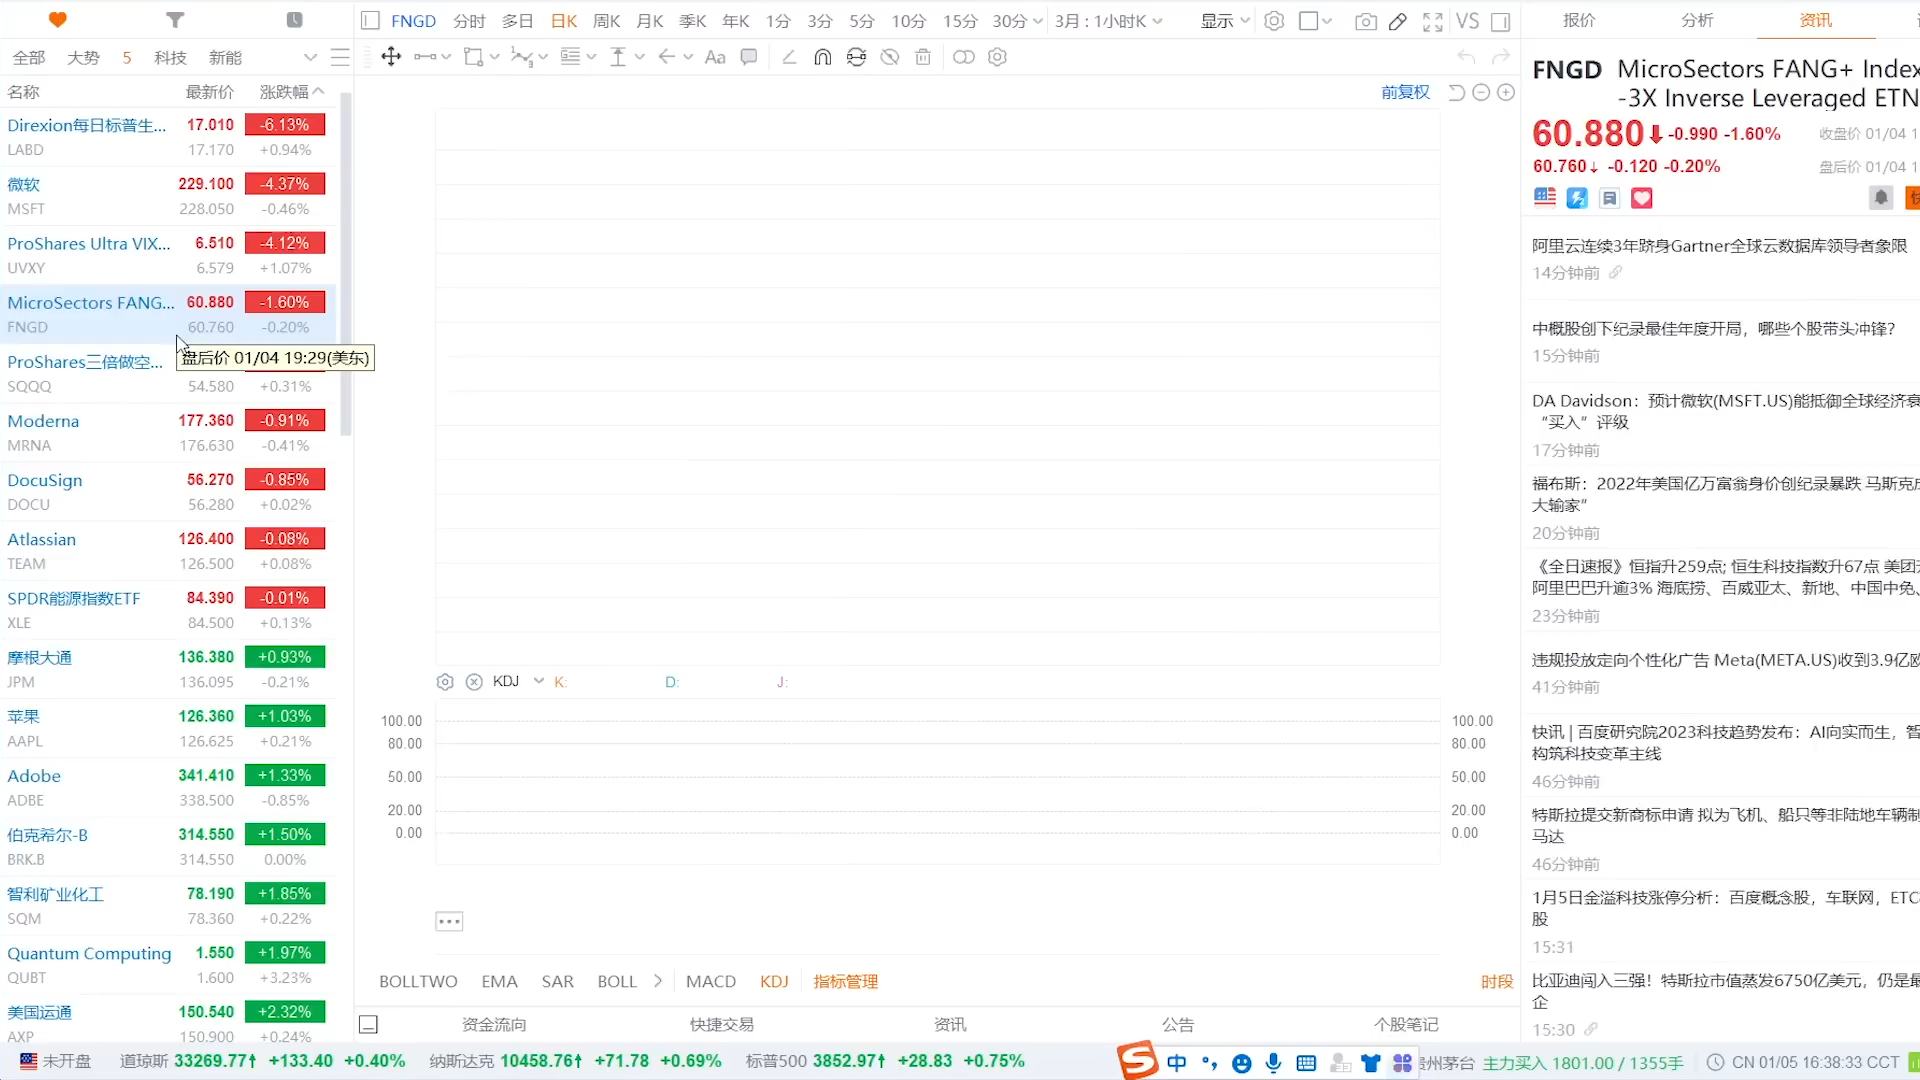 FNGD 分时 多日 日K 周K 月K 季K 年K 1分 3分 5分 10分 15分 30分 3月 : 1小时K 显示 VS
报价 分析 资讯
全部 大势 5 科技 新能
Aa
名称 最新价 涨跌幅
前复权
Direxion每日标普生... 17.010 -6.13%
LABD 17.170 +0.94%
微软 229.100 -4.37%
MSFT 228.050 -0.46%
ProShares Ultra VIX... 6.510 -4.12%
UVXY 6.579 +1.07%
MicroSectors FANG... 60.880 -1.60%
FNGD 60.760 -0.20%
盘后价 01/04 19:29(美东)
ProShares三倍做空...
SQQQ 54.580 +0.31%
Moderna 177.360 -0.91%
MRNA 176.630 -0.41%
DocuSign 56.270 -0.85%
DOCU 56.280 +0.02%
Atlassian 126.400 -0.08%
TEAM 126.500 +0.08%
SPDR能源指数ETF 84.390 -0.01%
XLE 84.500 +0.13%
摩根大通 136.380 +0.93%
JPM 136.095 -0.21%
苹果 126.360 +1.03%
AAPL 126.625 +0.21%
Adobe 341.410 +1.33%
ADBE 338.500 -0.85%
伯克希尔-B 314.550 +1.50%
BRK.B 314.550 0.00%
智利矿业化工 78.190 +1.85%
SQM 78.360 +0.22%
Quantum Computing 1.550 +1.97%
QUBT 1.600 +3.23%
美国运通 150.540 +2.32%
AXP 150.900 +0.24%
KDJ K: D: J:
100.00 100.00
80.00 80.00
50.00 50.00
20.00 20.00
0.00 0.00
BOLLTWO EMA SAR BOLL MACD KDJ 指标管理 时段
资金流向 快捷交易 资讯 公告 个股笔记
FNGD MicroSectors FANG+ Index
-3X Inverse Leveraged ETN
60.880 -0.990 -1.60% 收盘价 01/04 1
60.760↓ -0.120 -0.20% 盘后价 01/04 1
阿里云连续3年跻身Gartner全球云数据库领导者象限
14分钟前
中概股创下纪录最佳年度开局，哪些个股带头冲锋？
15分钟前
DA Davidson：预计微软(MSFT.US)能抵御全球经济衰
“买入”评级
17分钟前
福布斯：2022年美国亿万富翁身价创纪录暴跌 马斯克成
大输家”
20分钟前
《全日速报》恒指升259点; 恒生科技指数升67点 美团
阿里巴巴升逾3% 海底捞、百威亚太、新地、中国中免、
23分钟前
违规投放定向个性化广告 Meta(META.US)收到3.9亿欧
41分钟前
快讯 | 百度研究院2023科技趋势发布：AI向实而生，智
构筑科技变革主线
46分钟前
特斯拉提交新商标申请 拟为飞机、船只等非陆地车辆制
马达
46分钟前
1月5日金溢科技涨停分析：百度概念股，车联网，ETC
股
15:31
比亚迪闯入三强！特斯拉市值蒸发6750亿美元，仍是最
企
15:30
未开盘 道琼斯 33269.77↑ +133.40 +0.40% 纳斯达克 10458.76↑ +71.78 +0.69% 标普500 3852.97↑ +28.83 +0.75% 中 州茅台 主力买入 1801.00 / 1355手 CN 01/05 16:38:33 CCT